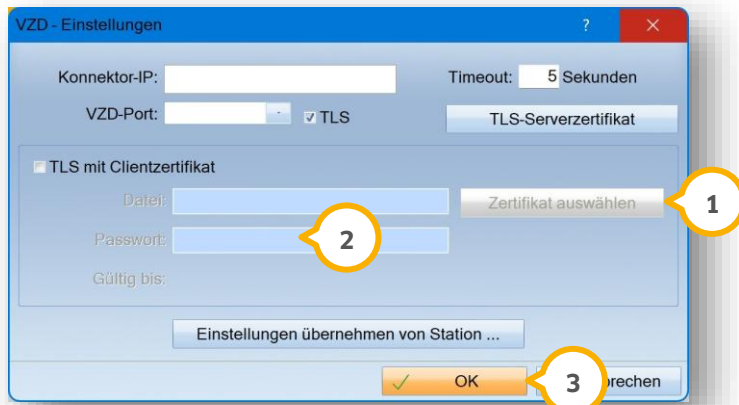 VZD - Einstellungen ?
Konnektor-IP: Timeout: 5 Sekunden
VZD-Port: TLS TLS-Serverzertifikat
TLS mit Clientzertifikat
Datei: Zertifikat auswählen 1
Passwort: 2
Gültig bis:
Einstellungen übernehmen von Station ...
OK 3 rechen